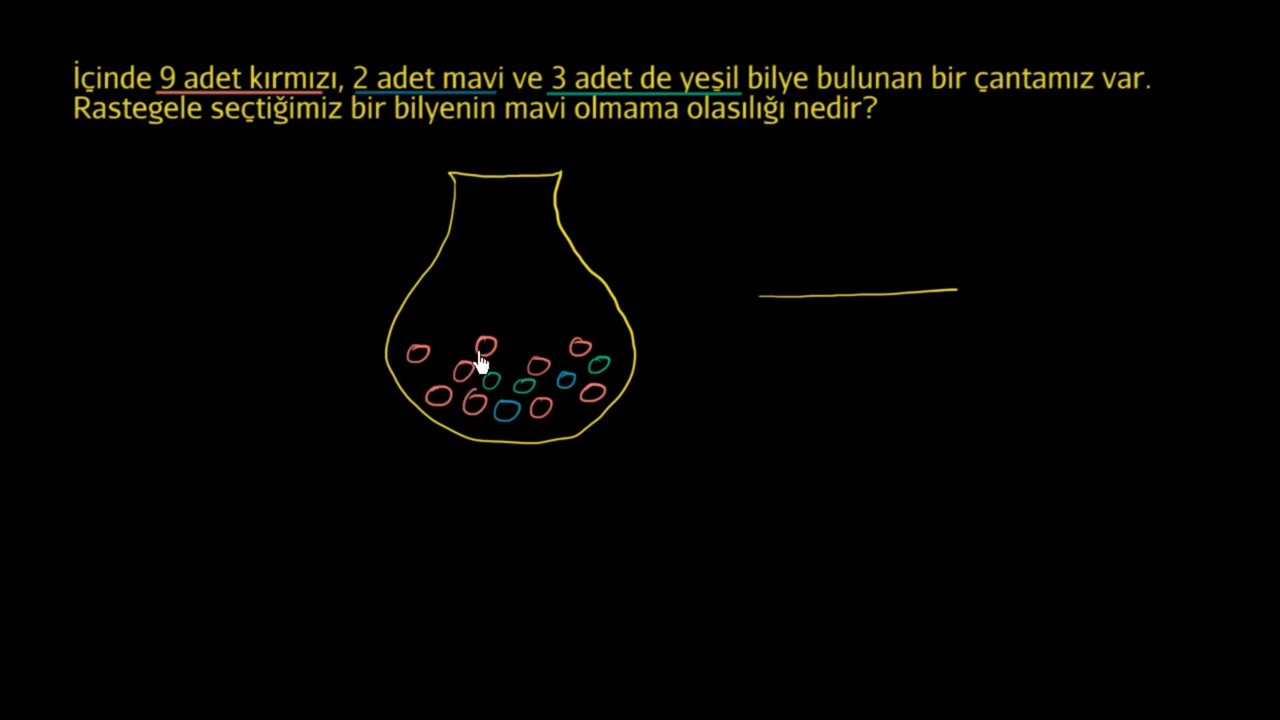 İçinde 9 adet kırmızı, 2 adet mavi ve 3 adet de yeşil bilye bulunan bir çantamız var.
Rastegele seçtiğimiz bir bilyenin mavi olmama olasılığı nedir?